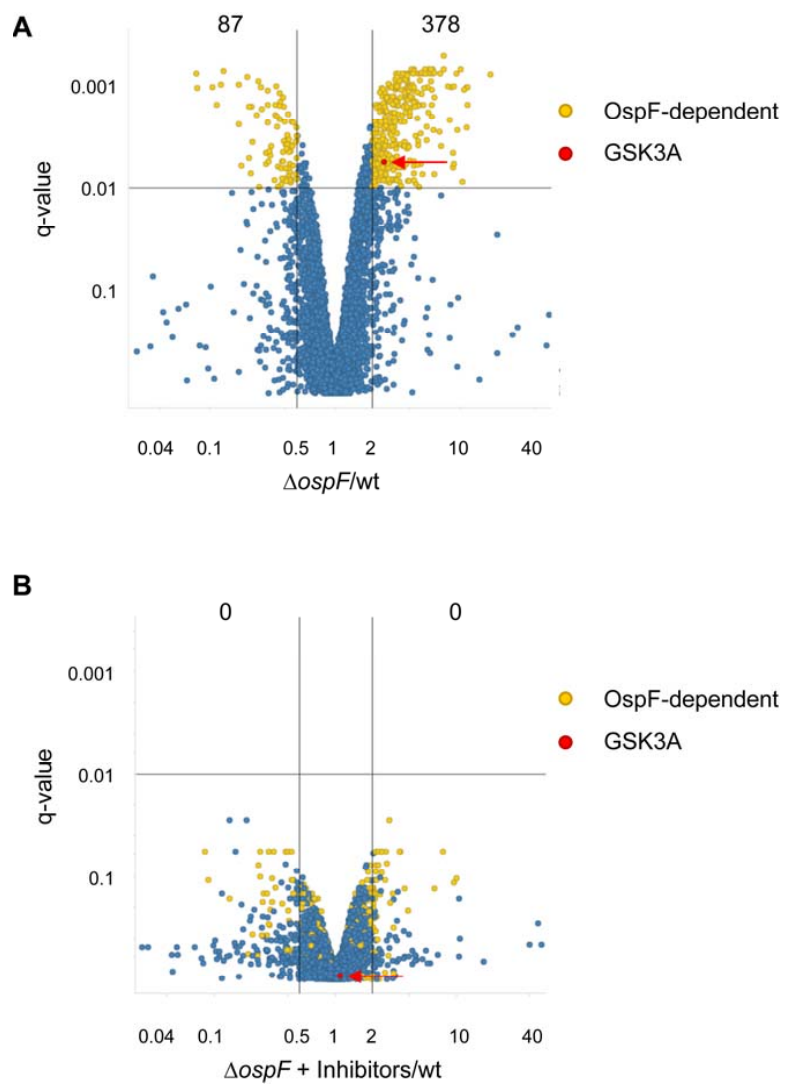 A
87 378
0.001
0.01
0.1
q-value
OspF-dependent
GSK3A
0.04 0.1 0.5 1 2 10 40
ΔospF/wt
B
0 0
0.001
0.01
0.1
q-value
OspF-dependent
GSK3A
0.04 0.1 0.5 1 2 10 40
ΔospF + Inhibitors/wt